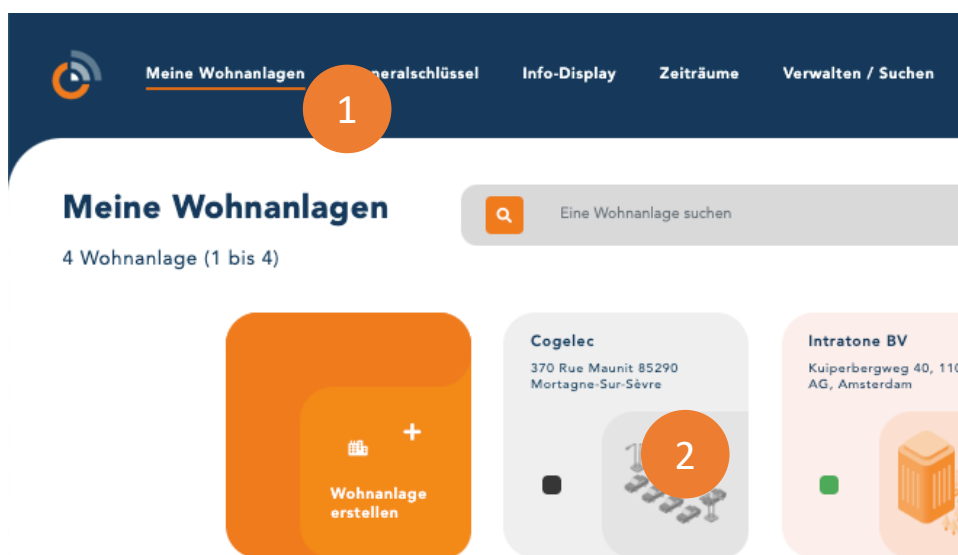 Meine Wohnanlagen
Info-Display
Zeiträume
Verwalten / Suchen
1
Meine Wohnanlagen
Eine Wohnanlage suchen
4 Wohnanlage (1 bis 4)
Cogelec
370 Rue Maunit 85290
Mortagne-Sur-Sèvre
Intratone BV
Kuiperbergweg 40,
AG, Amsterdam
2
Wohnanlage
erstellen